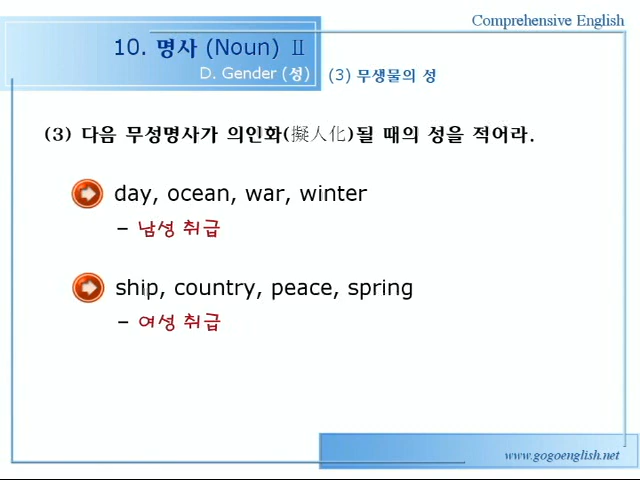 Comprehensive English
10. 명사 (Noun) Ⅱ
D. Gender (성)
(3) 무생물의 성
(3) 다음 무성명사가 의인화(擬人化)될 때의 성을 적어라.
day, ocean, war, winter
– 남성 취급
ship, country, peace, spring
– 여성 취급
www.gogoenglish.net